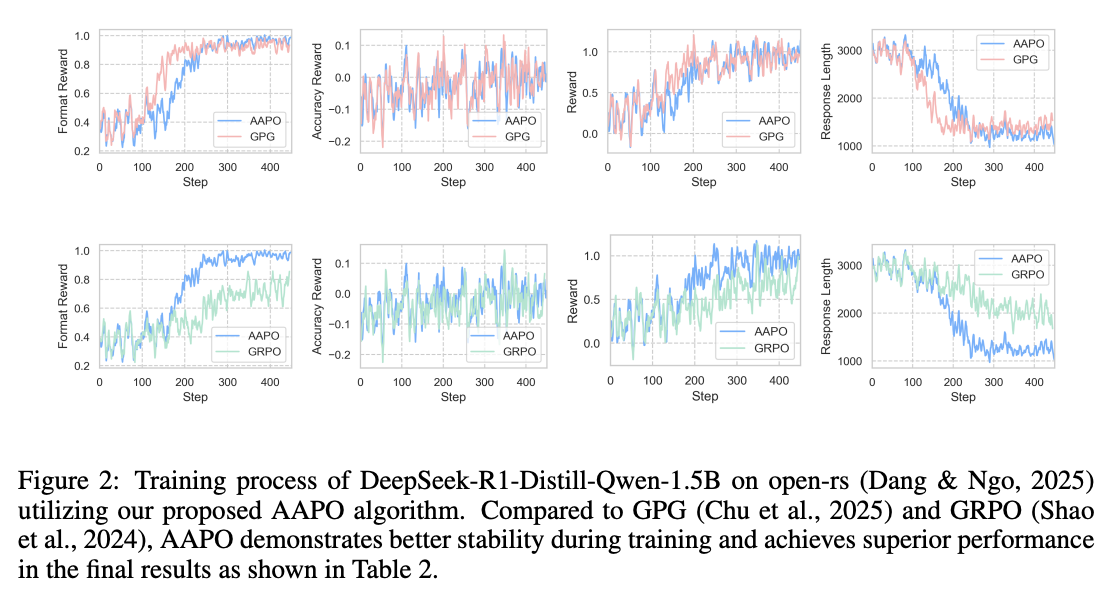 1.0
0.8
0.6
0.4
0.2
Format Reward
0 100 200 300 400
Step
AAPO
GPG
0.1
0.0
−0.1
−0.2
Accuracy Reward
0 100 200 300 400
Step
AAPO
GPG
1.0
0.5
0.0
Reward
0 100 200 300 400
Step
AAPO
GPG
3000
2000
1000
Response Length
0 100 200 300 400
Step
AAPO
GPG
1.0
0.8
0.6
0.4
0.2
Format Reward
0 100 200 300 400
Step
AAPO
GRPO
0.1
0.0
−0.1
−0.2
Accuracy Reward
0 100 200 300 400
Step
AAPO
GRPO
1.0
0.5
0.0
Reward
0 100 200 300 400
Step
AAPO
GRPO
3000
2000
1000
Response Length
0 100 200 300 400
Step
AAPO
GRPO
Figure 2: Training process of DeepSeek-R1-Distill-Qwen-1.5B on open-rs (Dang & Ngo, 2025)
utilizing our proposed AAPO algorithm. Compared to GPG (Chu et al., 2025) and GRPO (Shao
et al., 2024), AAPO demonstrates better stability during training and achieves superior performance
in the final results as shown in Table 2.